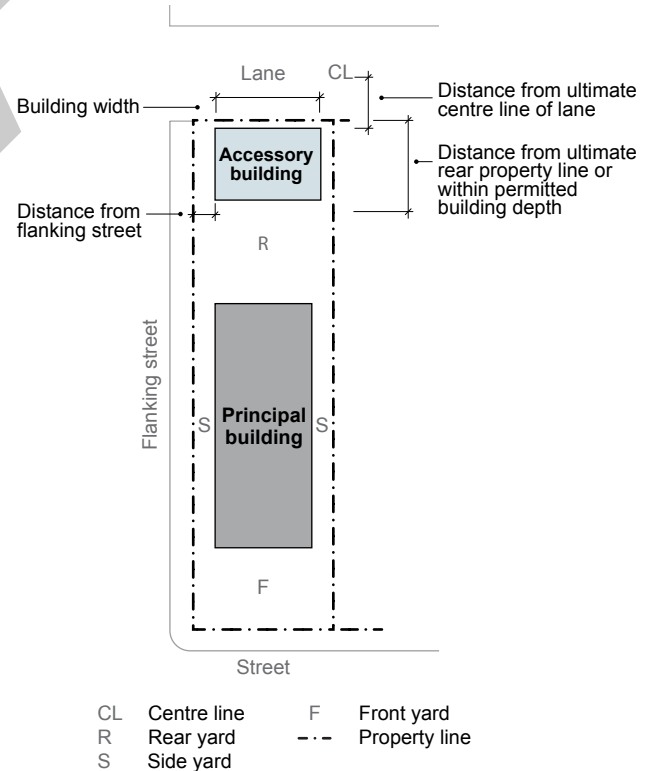 Lane
CL
Building width
Distance from ultimate
centre line of lane
Accessory
building
Distance from ultimate
rear property line or
within permitted
building depth
Distance from
flanking street
R
Flanking street
S
Principal
building
S
F
Street
CL Centre line
R Rear yard
S Side yard
F Front yard
Property line